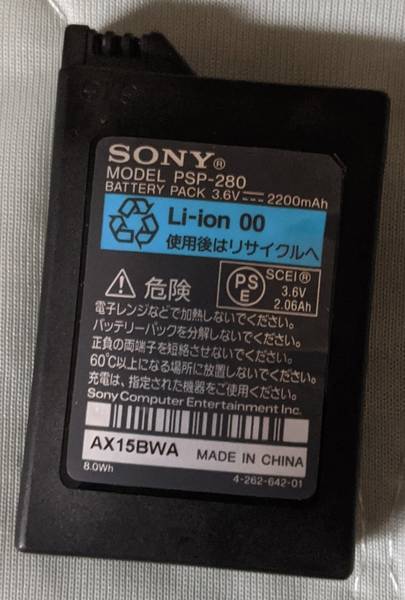 SONY®
MODEL PSP-280
BATTERY PACK 3.6V 2200mAh
Li-ion 00
使用後はリサイクルへ
危険
PS
E
SCEI®
3.6V
2.06Ah
電子レンジなどで加熱しないでください。
バッテリーパックを分解しないでください。
正負の両端子を短絡させないでください。
60℃以上になる場所に放置しないでください。
充電は、指定された機器をご使用ください。
Sony Computer Entertainment Inc.
AX15BWA MADE IN CHINA
8.0Wh 4-262-642-01